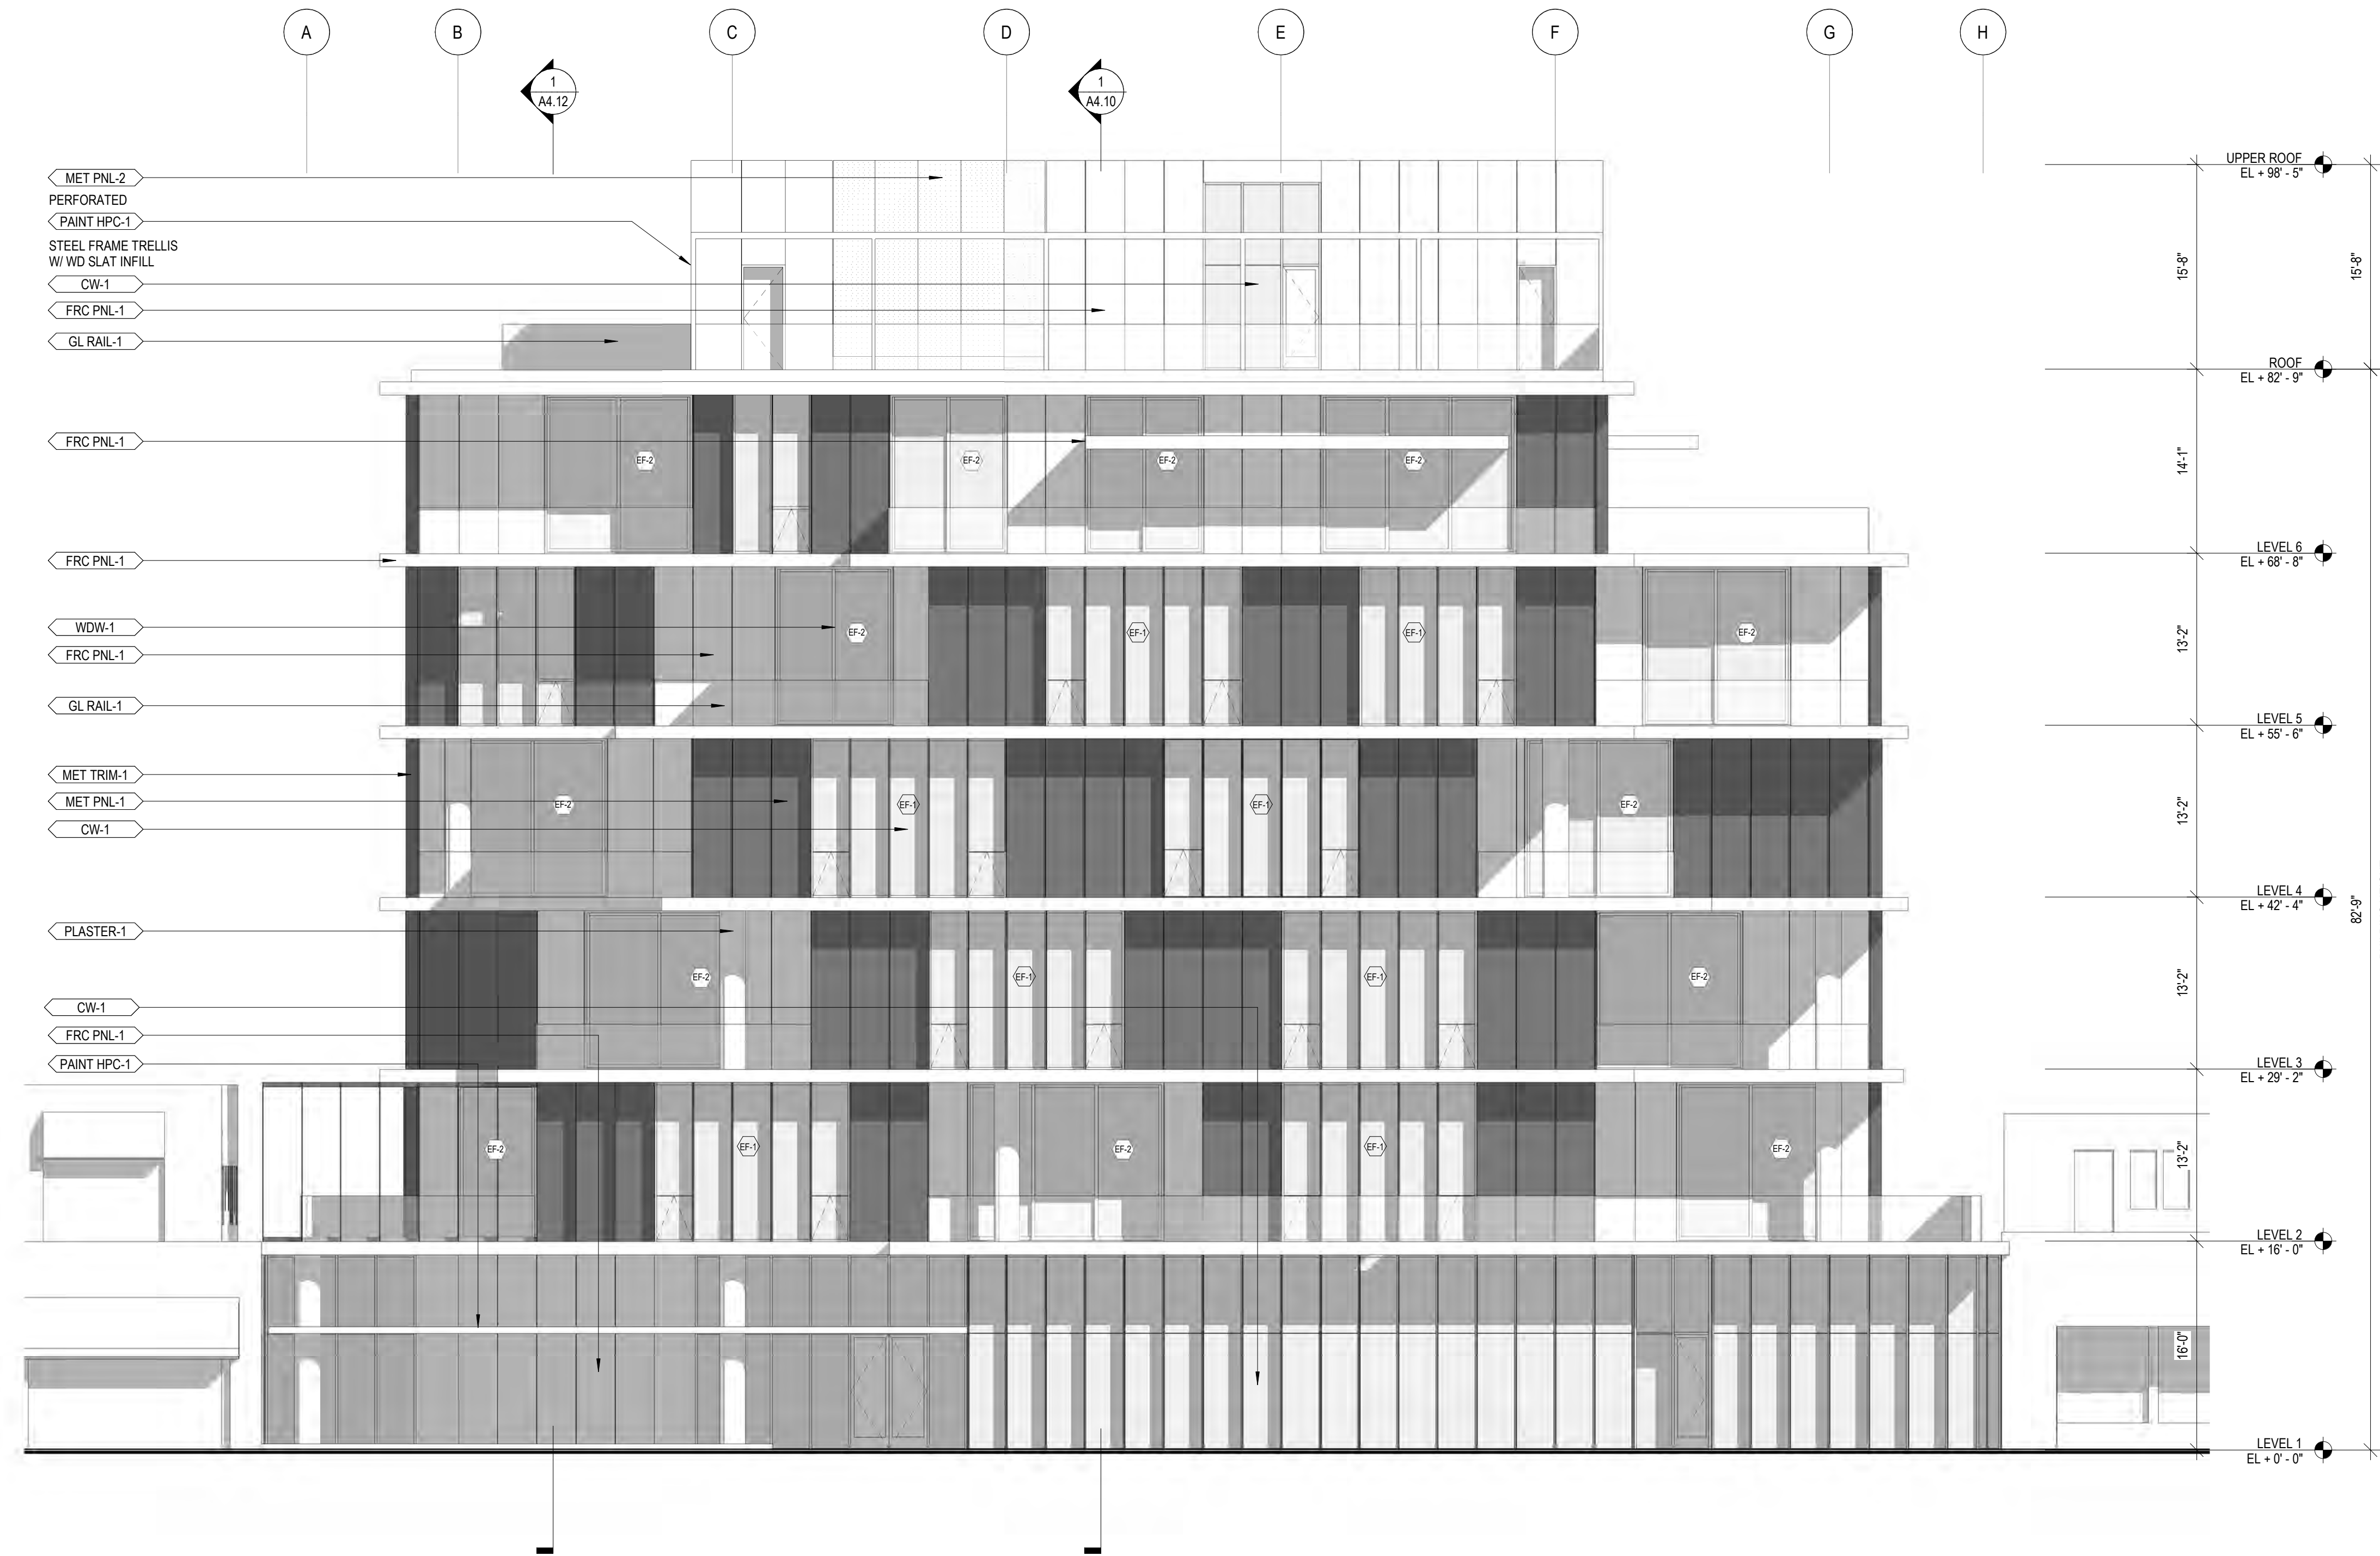 A
B
C
D
E
F
G
H
1
A4.12
1
A4.10
MET PNL-2
PERFORATED
PAINT HPC-1
STEEL FRAME TRELLIS
W/ WD SLAT INFILL
CW-1
FRC PNL-1
GL RAIL-1
FRC PNL-1
FRC PNL-1
WDW-1
FRC PNL-1
GL RAIL-1
MET TRIM-1
MET PNL-1
CW-1
PLASTER-1
CW-1
FRC PNL-1
PAINT HPC-1
EF-2
EF-2
EF-2
EF-2
EF-2
EF-1
EF-1
EF-2
EF-2
EF-1
EF-1
EF-2
EF-2
EF-1
EF-1
EF-2
EF-2
EF-1
EF-2
EF-1
EF-2
15'-8"
14'-1"
13'-2"
13'-2"
13'-2"
13'-2"
16'-0"
UPPER ROOF
EL + 98' - 5"
ROOF
EL + 82' - 9"
LEVEL 6
EL + 68' - 8"
LEVEL 5
EL + 55' - 6"
LEVEL 4
EL + 42' - 4"
LEVEL 3
EL + 29' - 2"
LEVEL 2
EL + 16' - 0"
LEVEL 1
EL + 0' - 0"
15'-8"
82'-9"